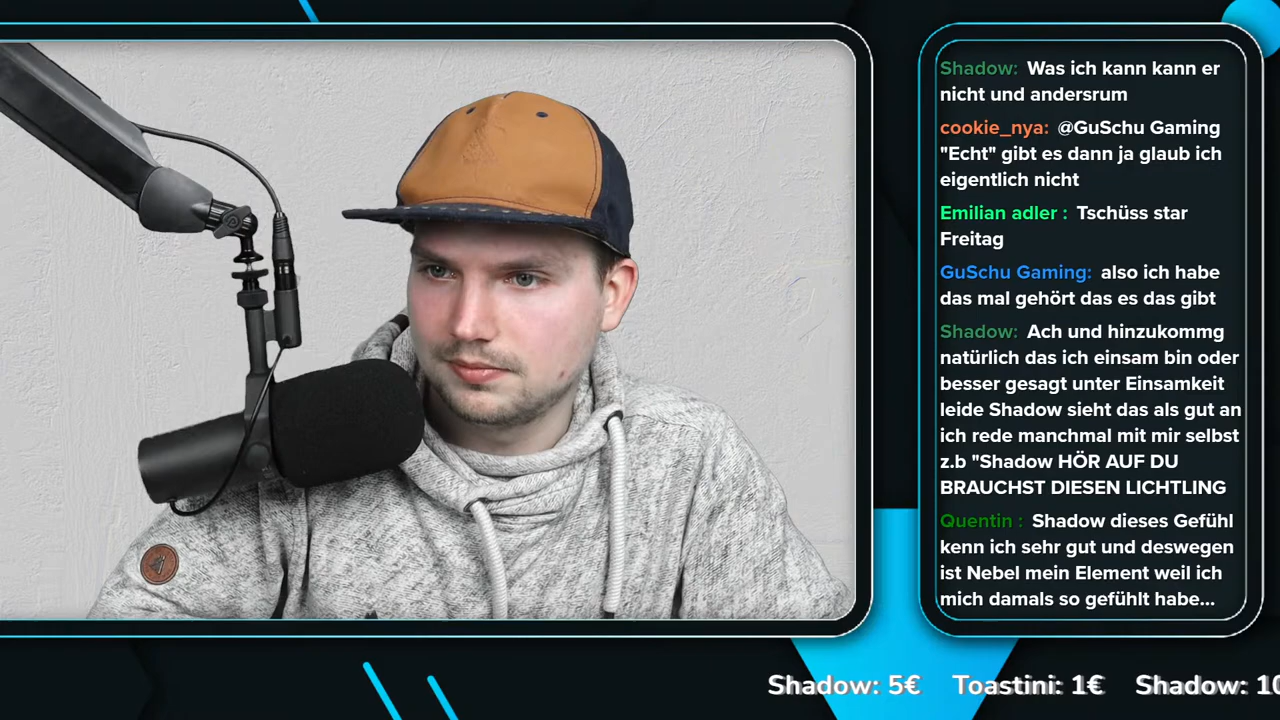 Shadow: Was ich kann kann er
nicht und andersrum
cookie_nya: @GuSchu Gaming
"Echt" gibt es dann ja glaub ich
eigentlich nicht
Emilian adler : Tschüss star
Freitag
GuSchu Gaming: also ich habe
das mal gehört das es das gibt
Shadow: Ach und hinzukommg
natürlich das ich einsam bin oder
besser gesagt unter Einsamkeit
leide Shadow sieht das als gut an
ich rede manchmal mit mir selbst
z.b "Shadow HÖR AUF DU
BRAUCHST DIESEN LICHTLING
Quentin : Shadow dieses Gefühl
kenn ich sehr gut und deswegen
ist Nebel mein Element weil ich
mich damals so gefühlt habe...
Shadow: 5€ Toastini: 1€ Shadow: 10